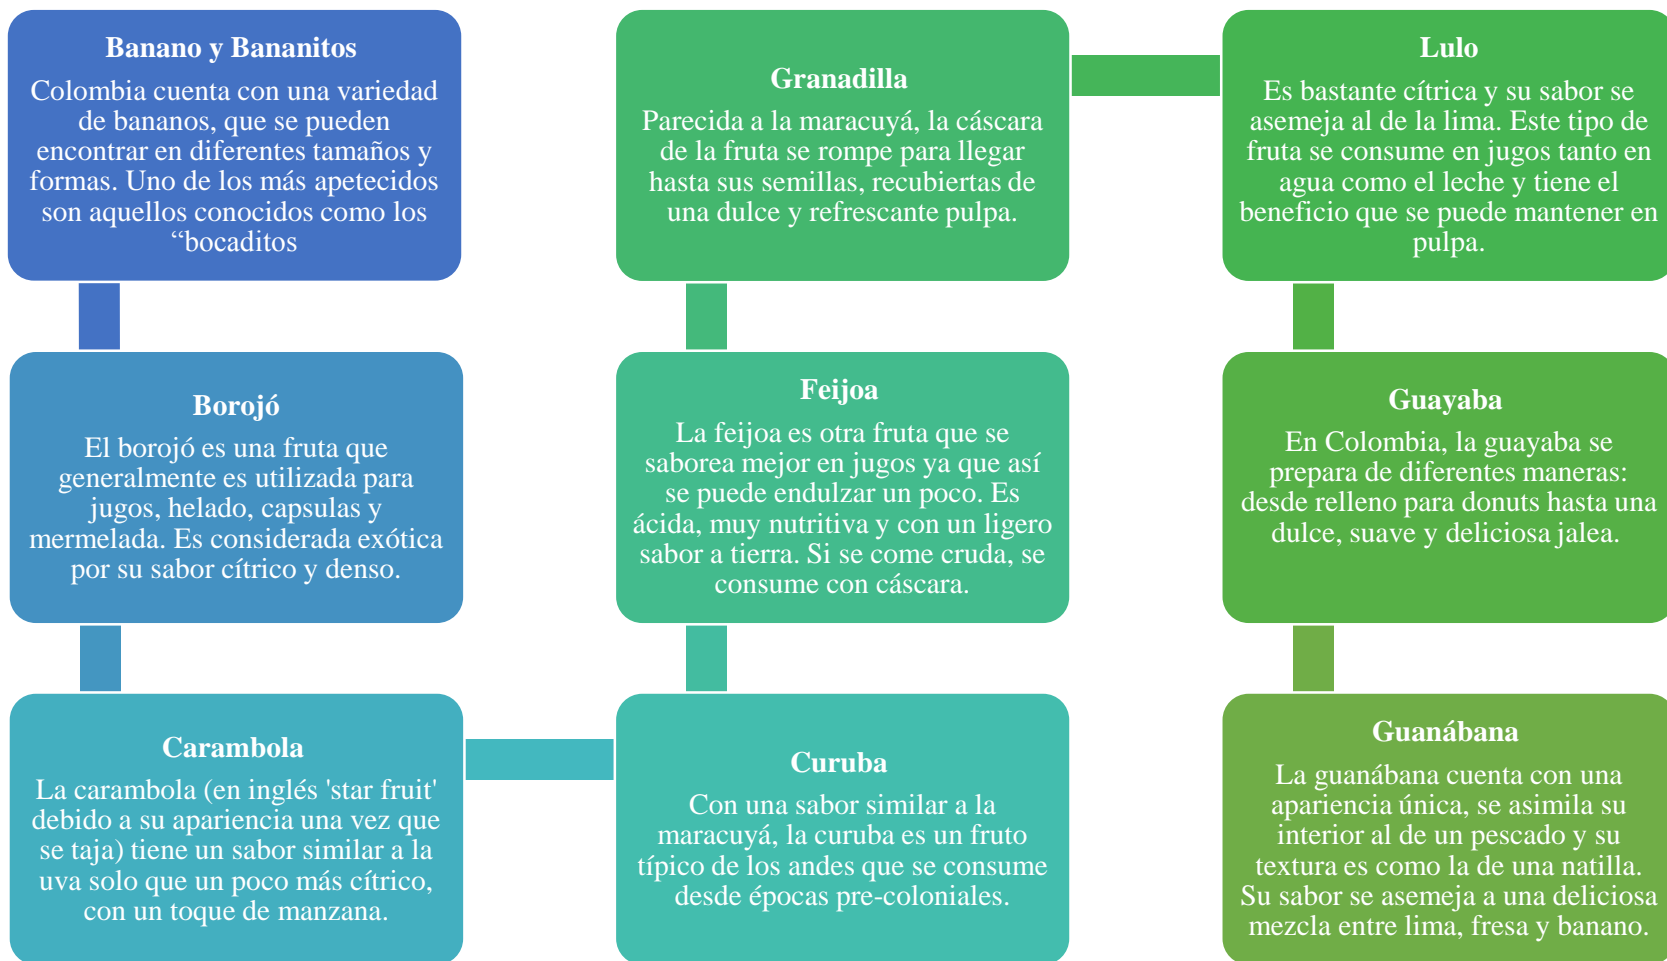 Banano y Bananitos
Colombia cuenta con una variedad
de bananos, que se pueden
encontrar en diferentes tamaños y
formas. Uno de los más apetecidos
son aquellos conocidos como los
“bocaditos
Borojó
El borojó es una fruta que
generalmente es utilizada para
jugos, helado, capsulas y
mermelada. Es considerada exótica
por su sabor cítrico y denso.
Carambola
La carambola (en inglés 'star fruit'
debido a su apariencia una vez que
se taja) tiene un sabor similar a la
uva solo que un poco más cítrico,
con un toque de manzana.
Curuba
Con una sabor similar a la
maracuyá, la curuba es un fruto
típico de los andes que se consume
desde épocas pre-coloniales.
Feijoa
La feijoa es otra fruta que se
saborea mejor en jugos ya que así
se puede endulzar un poco. Es
ácida, muy nutritiva y con un ligero
sabor a tierra. Si se come cruda, se
consume con cáscara.
Granadilla
Parecida a la maracuyá, la cáscara
de la fruta se rompe para llegar
hasta sus semillas, recubiertas de
una dulce y refrescante pulpa.
Lulo
Es bastante cítrica y su sabor se
asemeja al de la lima. Este tipo de
fruta se consume en jugos tanto en
agua como el leche y tiene el
beneficio que se puede mantener en
pulpa.
Guayaba
En Colombia, la guayaba se
prepara de diferentes maneras:
desde relleno para donuts hasta una
dulce, suave y deliciosa jalea.
Guanábana
La guanábana cuenta con una
apariencia única, se asimila su
interior al de un pescado y su
textura es como la de una natilla.
Su sabor se asemeja a una deliciosa
mezcla entre lima, fresa y banano.